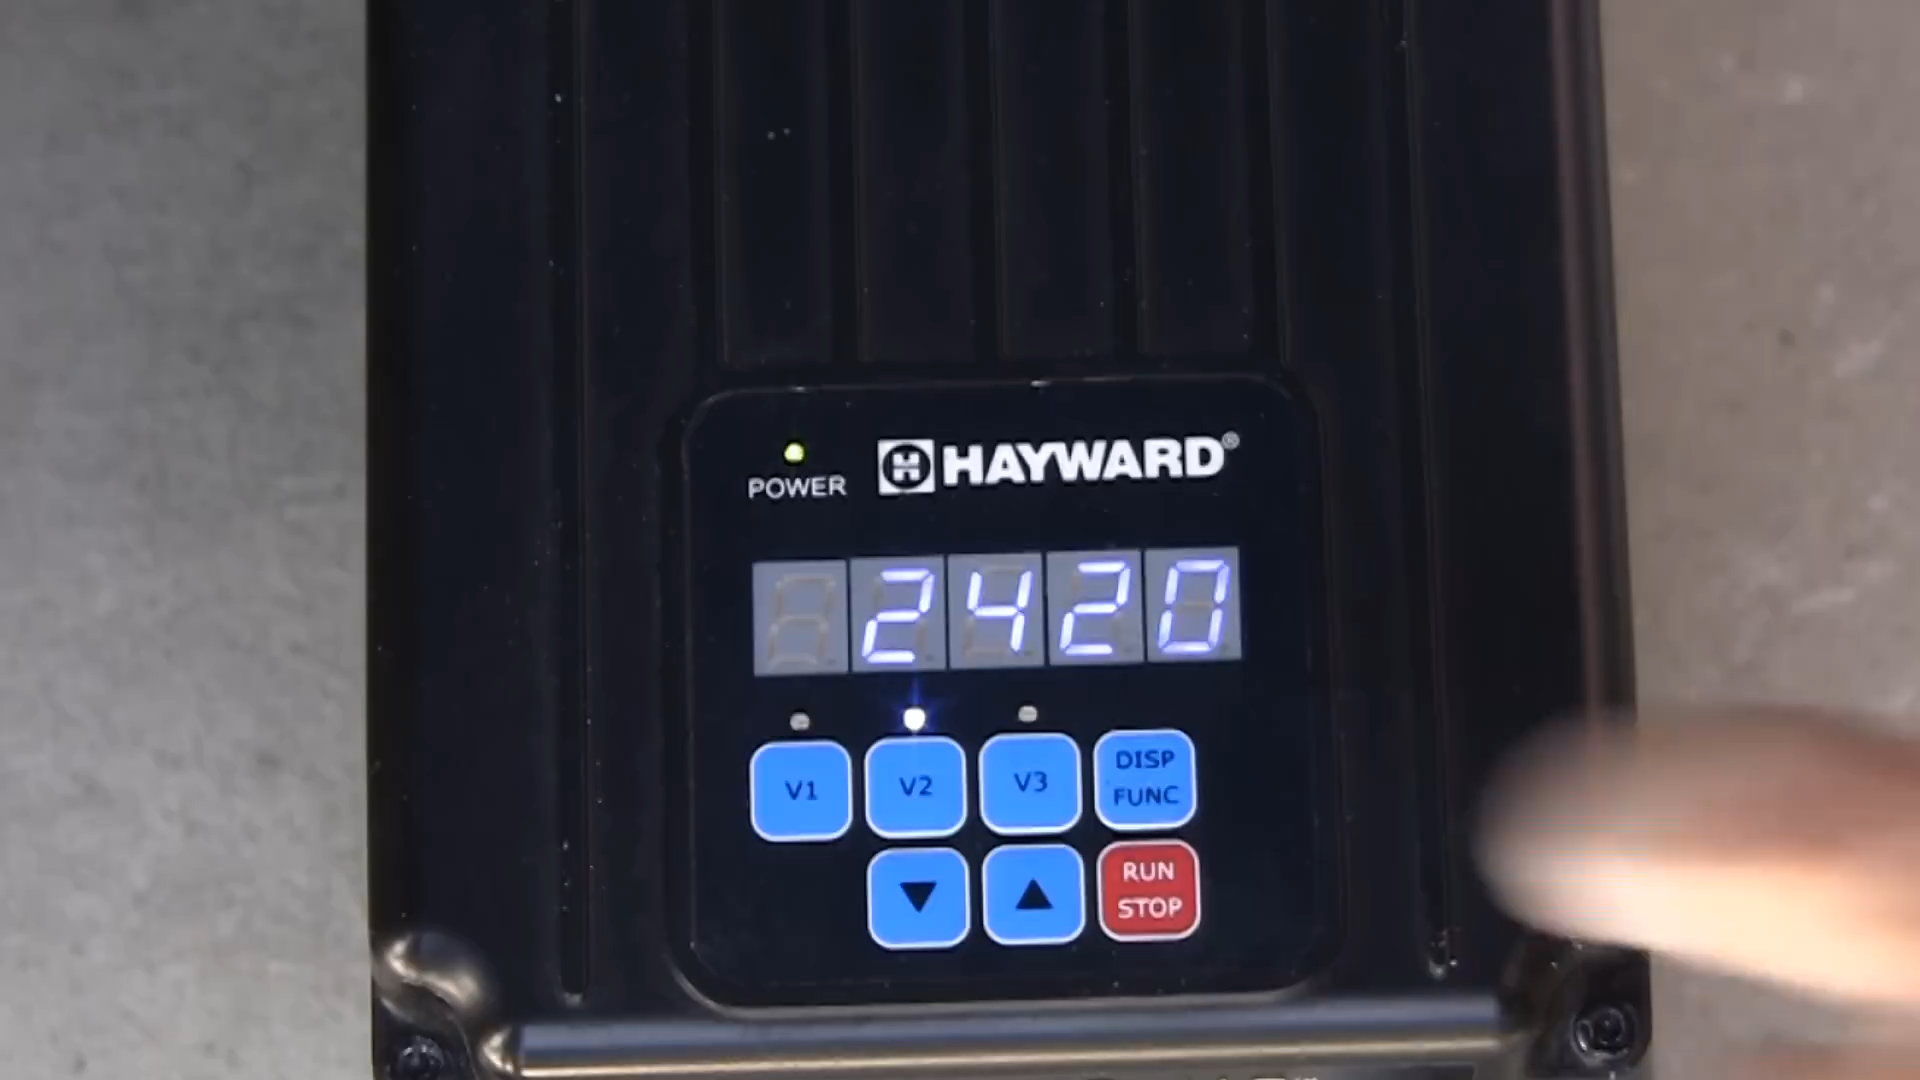 POWER
HAYWARD®
2420
V1
V2
V3
DISP
FUNC
▼
▲
RUN
STOP